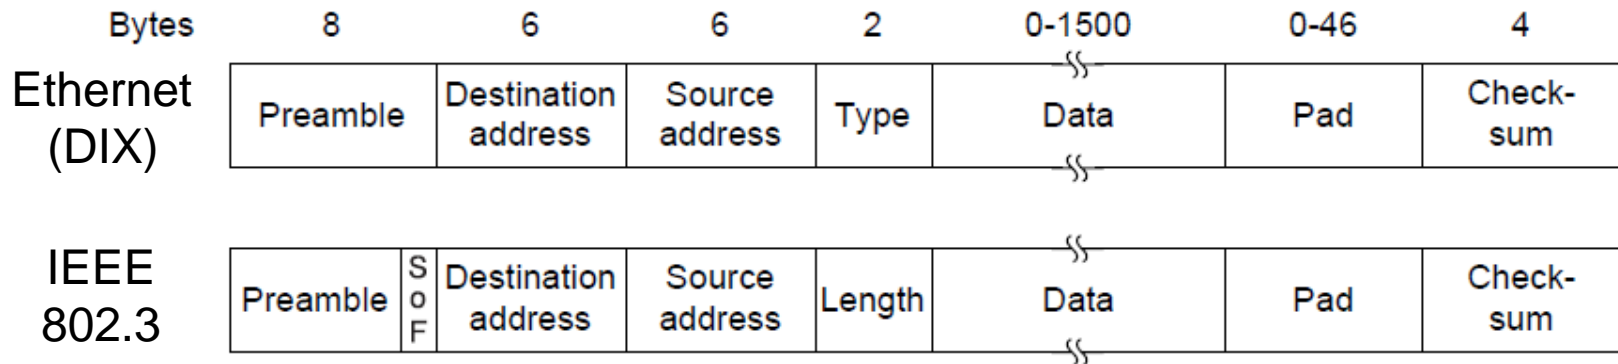 Bytes 8 6 6 2 0-1500 0-46 4
Ethernet
(DIX)
Preamble
Destination
address
Source
address
Type
Data
Pad
Check-
sum
IEEE
802.3
Preamble
S
o
F
Destination
address
Source
address
Length
Data
Pad
Check-
sum